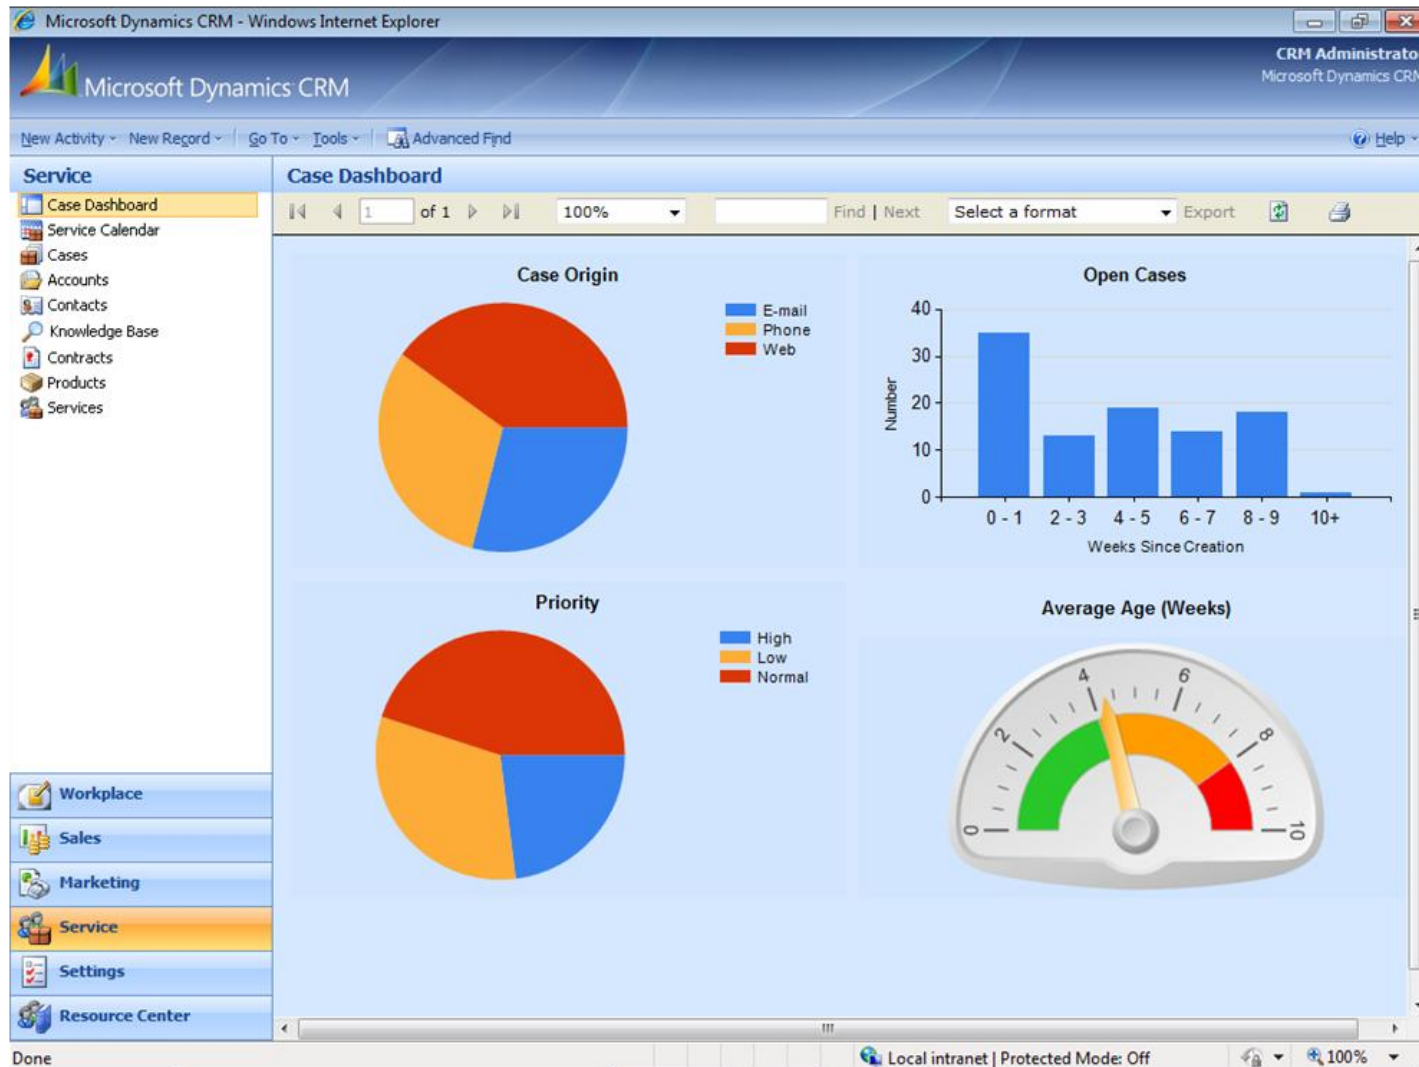 Microsoft Dynamics CRM - Windows Internet Explorer
CRM Administrato
Microsoft Dynamics CRM
Microsoft Dynamics CRM
New Activity New Record Go To Tools Advanced Find Help
Service
Case Dashboard
Service Calendar
Cases
Accounts
Contacts
Knowledge Base
Contracts
Products
Services
Workplace
Sales
Marketing
Service
Settings
Resource Center
Case Dashboard
1 of 1 100% Find | Next Select a format Export
Case Origin
E-mail
Phone
Web
Open Cases
Number
40
30
20
10
0
0 - 1 2 - 3 4 - 5 6 - 7 8 - 9 10+
Weeks Since Creation
Priority
High
Low
Normal
Average Age (Weeks)
0 2 4 6 8 10
Done Local intranet | Protected Mode: Off 100%